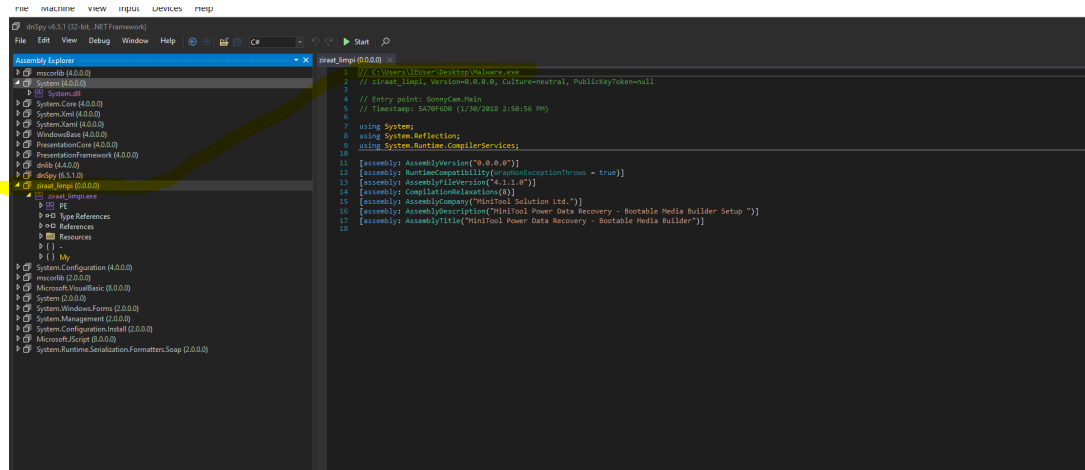 File Machine View Input Devices Help
dnSpy v6.5.1 (32-bit, .NET Framework)
File Edit View Debug Window Help C# Start
Assembly Explorer
mscorlib (4.0.0.0)
System (4.0.0.0)
System.dll
System.Core (4.0.0.0)
System.Xml (4.0.0.0)
System.Xaml (4.0.0.0)
WindowsBase (4.0.0.0)
PresentationCore (4.0.0.0)
PresentationFramework (4.0.0.0)
dnlib (4.4.0.0)
dnSpy (6.5.1.0)
ziraat_limpi (0.0.0.0)
ziraat_limpi.exe
PE
Type References
References
Resources
{ } -
{ } My
System.Configuration (4.0.0.0)
mscorlib (2.0.0.0)
Microsoft.VisualBasic (8.0.0.0)
System (2.0.0.0)
System.Windows.Forms (2.0.0.0)
System.Management (2.0.0.0)
System.Configuration.Install (2.0.0.0)
Microsoft.JScript (8.0.0.0)
System.Runtime.Serialization.Formatters.Soap (2.0.0.0)
ziraat_limpi (0.0.0.0)
1 // C:\Users\IEUser\Desktop\Malware.exe
2 // ziraat_limpi, Version=0.0.0.0, Culture=neutral, PublicKeyToken=null
3
4 // Entry point: GonnyCam.Main
5 // Timestamp: 5A70F6D0 (1/30/2018 2:50:56 PM)
6
7 using System;
8 using System.Reflection;
9 using System.Runtime.CompilerServices;
10
11 [assembly: AssemblyVersion("0.0.0.0")]
12 [assembly: RuntimeCompatibility(WrapNonExceptionThrows = true)]
13 [assembly: AssemblyFileVersion("4.1.1.0")]
14 [assembly: CompilationRelaxations(8)]
15 [assembly: AssemblyCompany("MiniTool Solution Ltd.")]
16 [assembly: AssemblyDescription("MiniTool Power Data Recovery - Bootable Media Builder Setup ")]
17 [assembly: AssemblyTitle("MiniTool Power Data Recovery - Bootable Media Builder")]
18